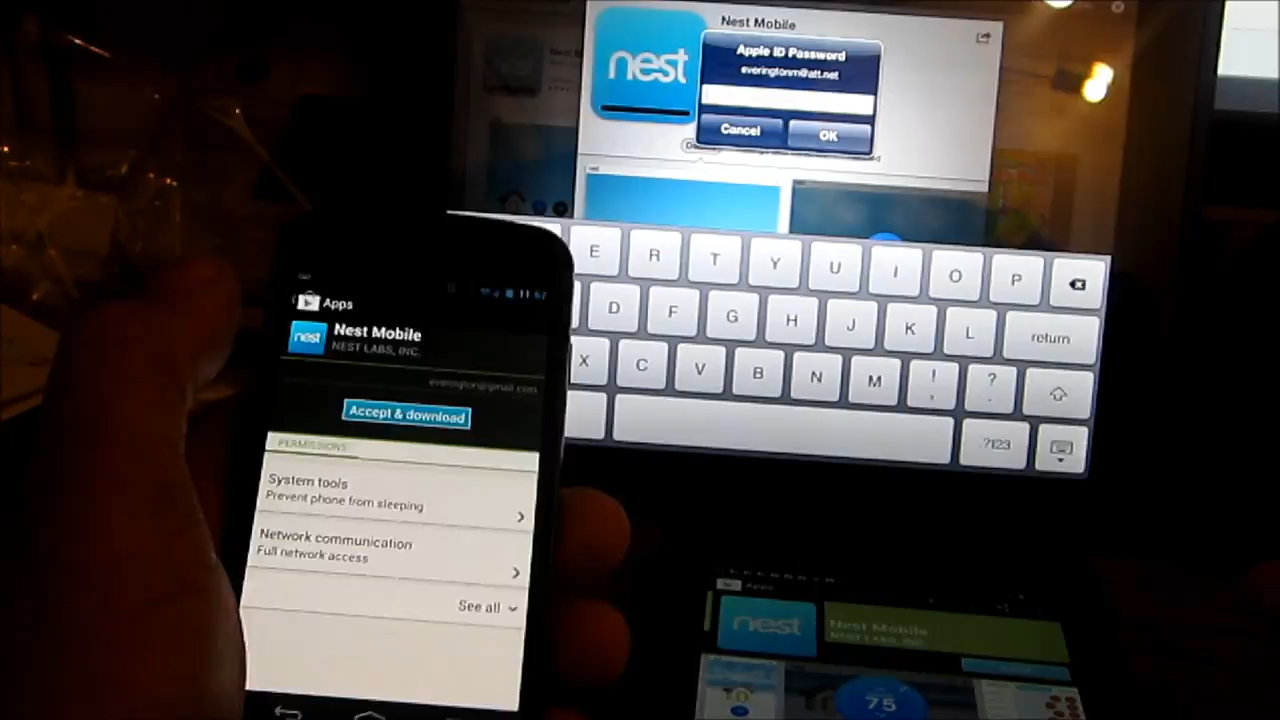 Nest Mobile
nest
Apple ID Password
everingtonm@att.net
Cancel
OK
E R T Y U I O P
D F G H J K L return
X C V B N M ! , ? .
.?123
11:57
Apps
nest
Nest Mobile
NEST LABS, INC.
everington@gmail.com
Accept & download
PERMISSIONS
System tools
Prevent phone from sleeping
Network communication
Full network access
See all
Apps
nest
Nest Mobile
NEST LABS, INC.
75